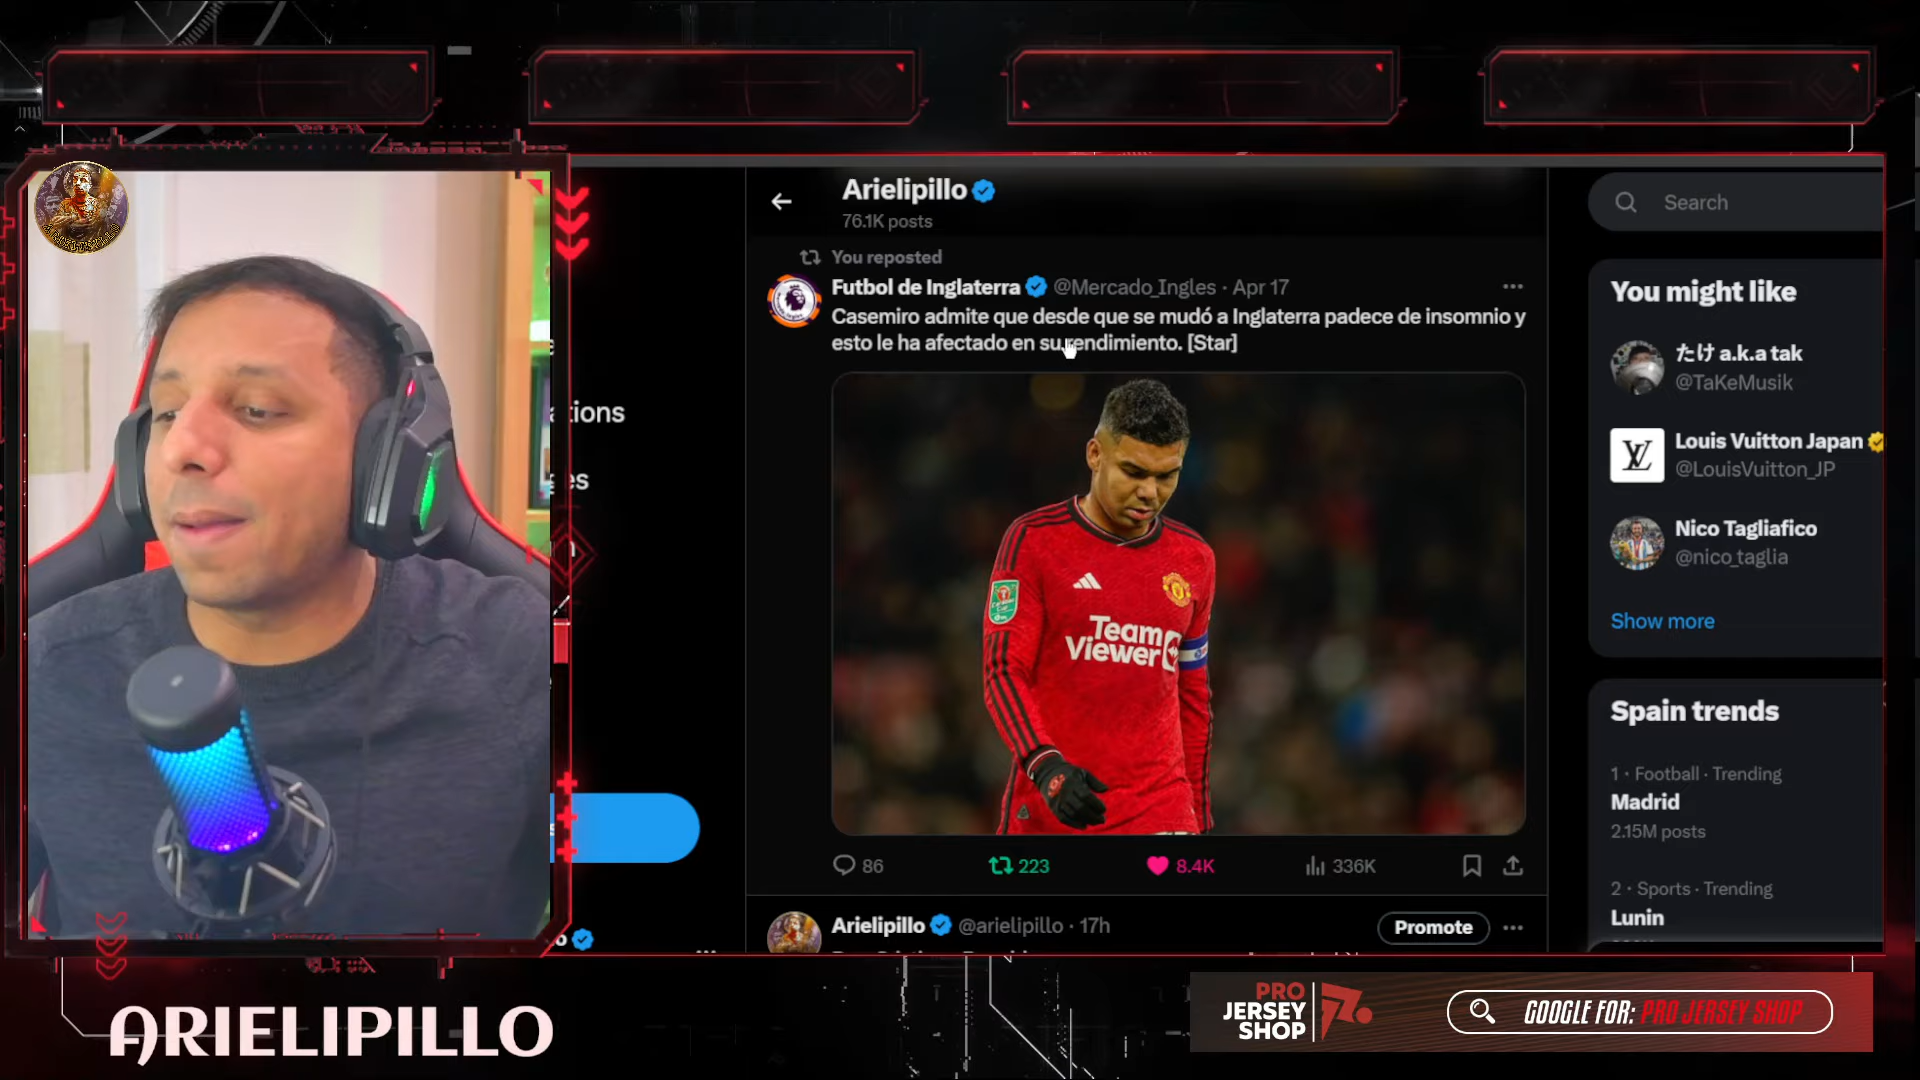 Arielipillo
76.1K posts
You reposted
Futbol de Inglaterra @Mercado_Ingles · Apr 17
Casemiro admite que desde que se mudó a Inglaterra padece de insomnio y
esto le ha afectado en su rendimiento. [Star]
Team
Viewer
86 223 8.4K 336K
Arielipillo @arielipillo · 17h
Promote
Search
You might like
たけ a.k.a tak
@TaKeMusik
Louis Vuitton Japan
@LouisVuitton_JP
Nico Tagliafico
@nico_taglia
Show more
Spain trends
1 · Football · Trending
Madrid
2.15M posts
2 · Sports · Trending
Lunin
ARIELIPILLO
PRO
JERSEY
SHOP
GOOGLE FOR: PRO JERSEY SHOP